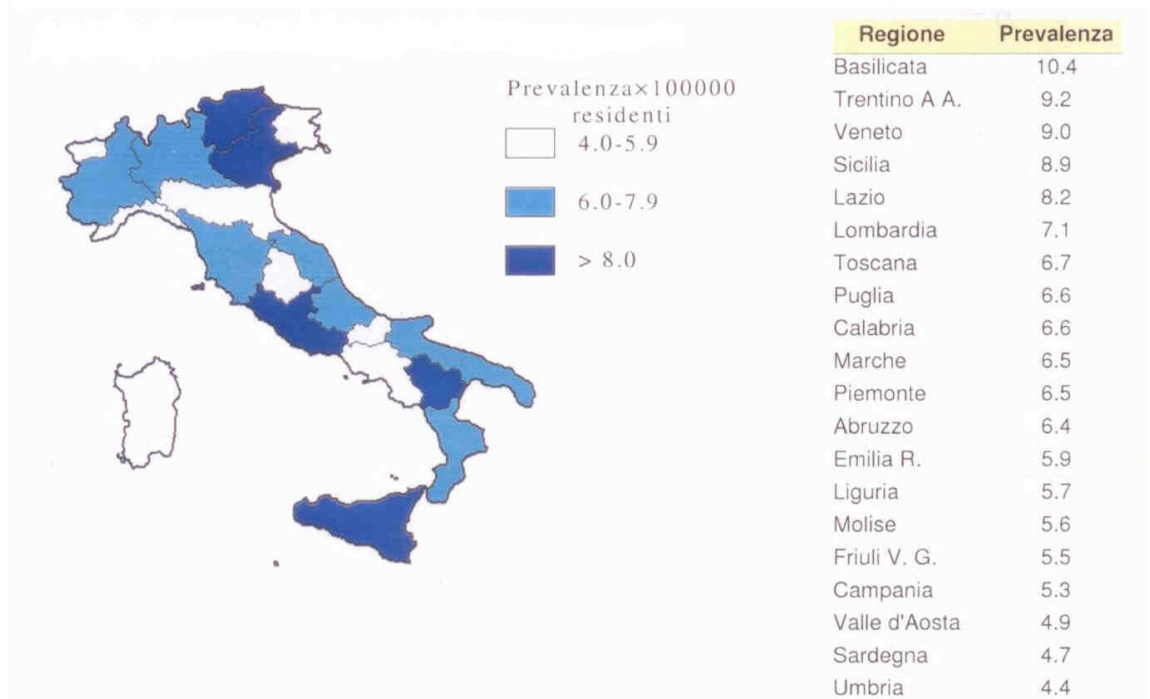 Prevalenza×100000
residenti
4.0-5.9
6.0-7.9
> 8.0
Regione Prevalenza
Basilicata 10.4
Trentino A A. 9.2
Veneto 9.0
Sicilia 8.9
Lazio 8.2
Lombardia 7.1
Toscana 6.7
Puglia 6.6
Calabria 6.6
Marche 6.5
Piemonte 6.5
Abruzzo 6.4
Emilia R. 5.9
Liguria 5.7
Molise 5.6
Friuli V. G. 5.5
Campania 5.3
Valle d'Aosta 4.9
Sardegna 4.7
Umbria 4.4